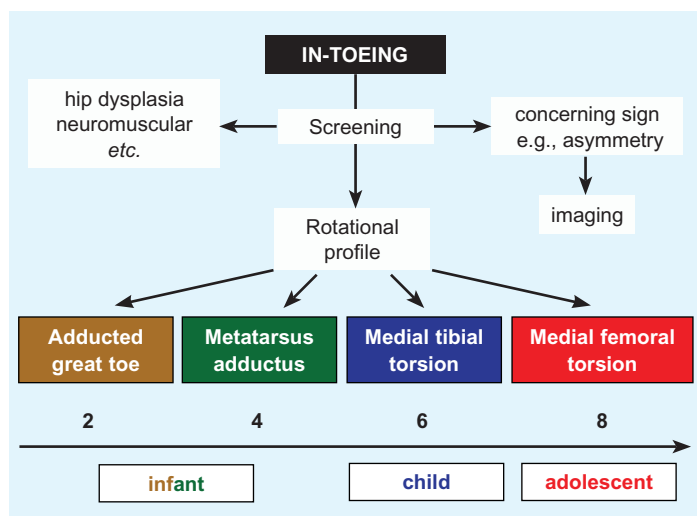 IN-TOEING
hip dysplasia
neuromuscular
etc.
Screening
concerning sign
e.g., asymmetry
imaging
Rotational
profile
Adducted
great toe
Metatarsus
adductus
Medial tibial
torsion
Medial femoral
torsion
2 4 6 8
infant
child
adolescent